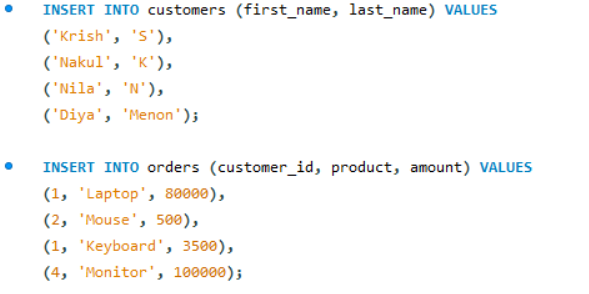 INSERT INTO customers (first_name, last_name) VALUES
('Krish', 'S'),
('Nakul', 'K'),
('Nila', 'N'),
('Diya', 'Menon');
INSERT INTO orders (customer_id, product, amount) VALUES
(1, 'Laptop', 80000),
(2, 'Mouse', 500),
(1, 'Keyboard', 3500),
(4, 'Monitor', 100000);